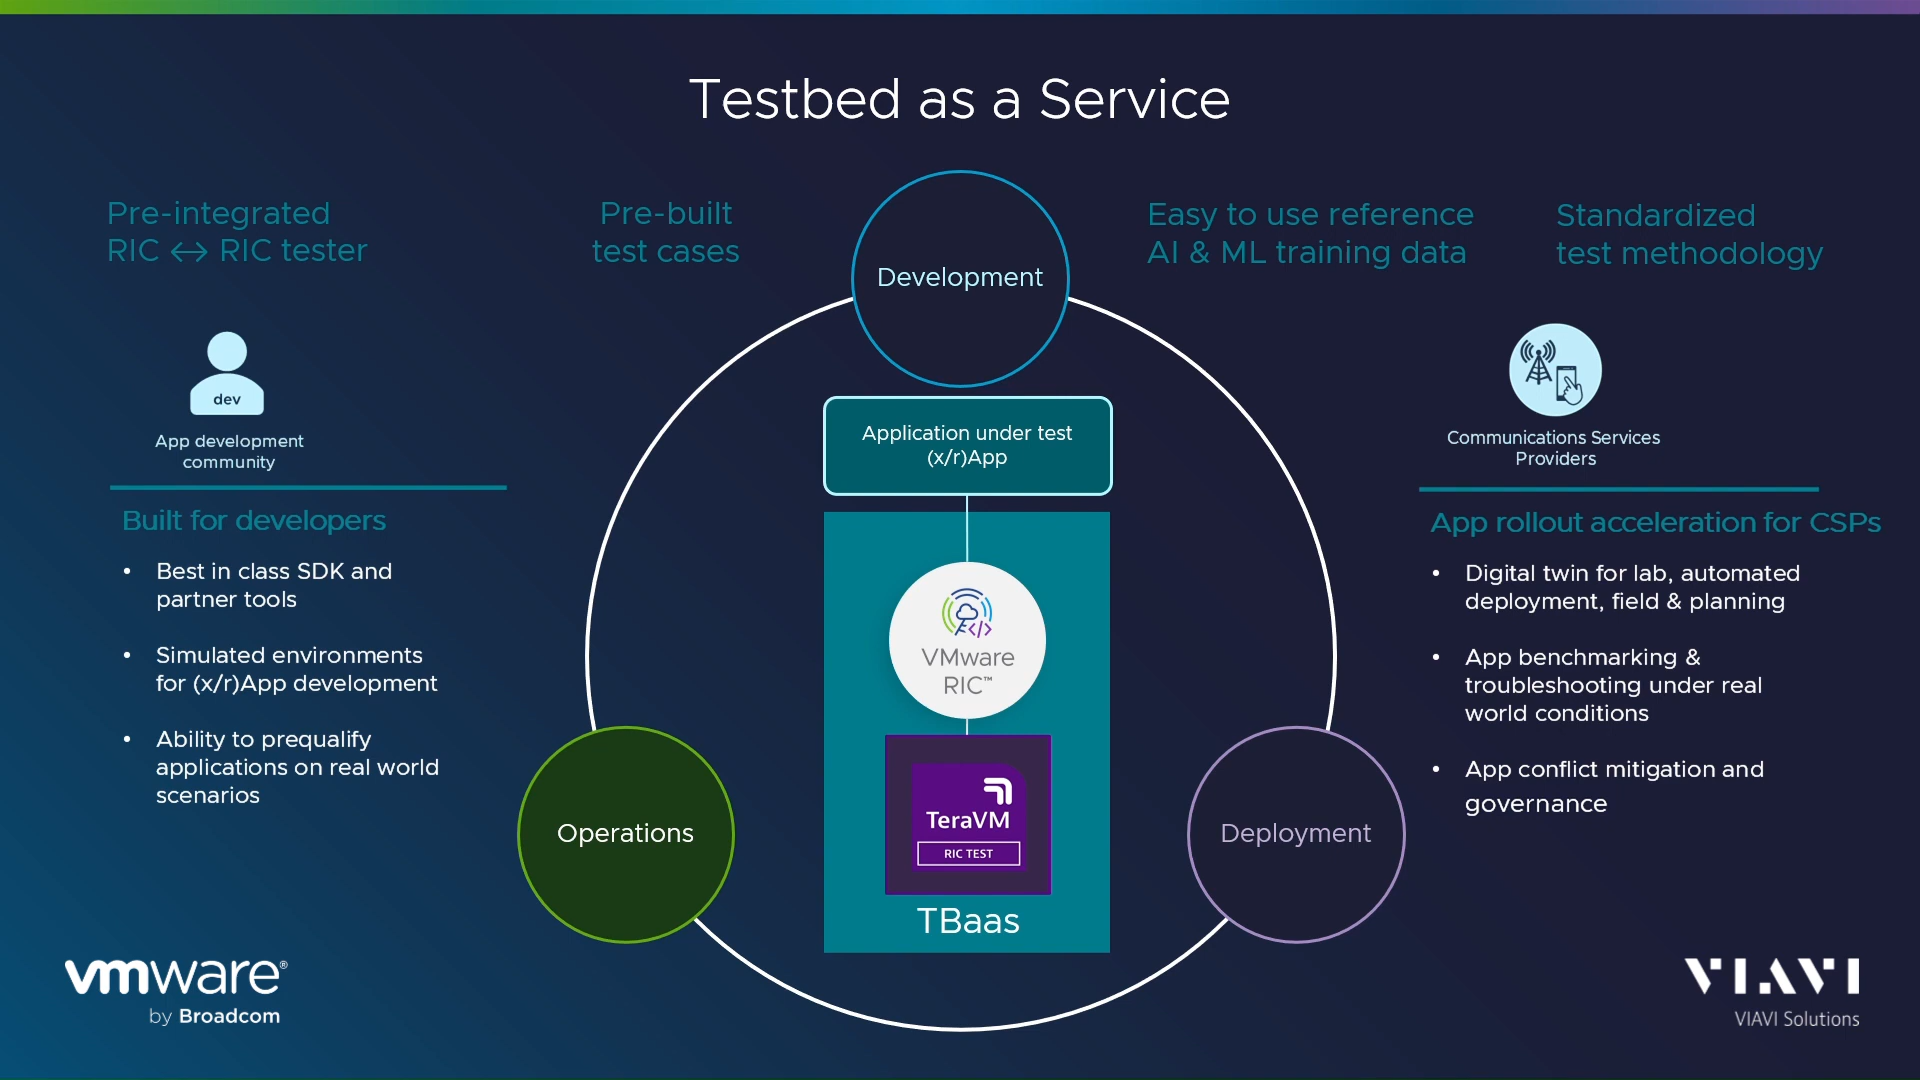 Testbed as a Service
Pre-integrated
RIC ↔ RIC tester
Pre-built
test cases
Easy to use reference
AI & ML training data
Standardized
test methodology
Development
dev
App development
community
Built for developers
• Best in class SDK and
partner tools
• Simulated environments
for (x/r)App development
• Ability to prequalify
applications on real world
scenarios
Application under test
(x/r)App
VMware
RIC™
TeraVM
RIC TEST
TBaas
Operations
Deployment
Communications Services
Providers
App rollout acceleration for CSPs
• Digital twin for lab, automated
deployment, field & planning
• App benchmarking &
troubleshooting under real
world conditions
• App conflict mitigation and
governance
vmware®
by Broadcom
VIAVI
VIAVI Solutions